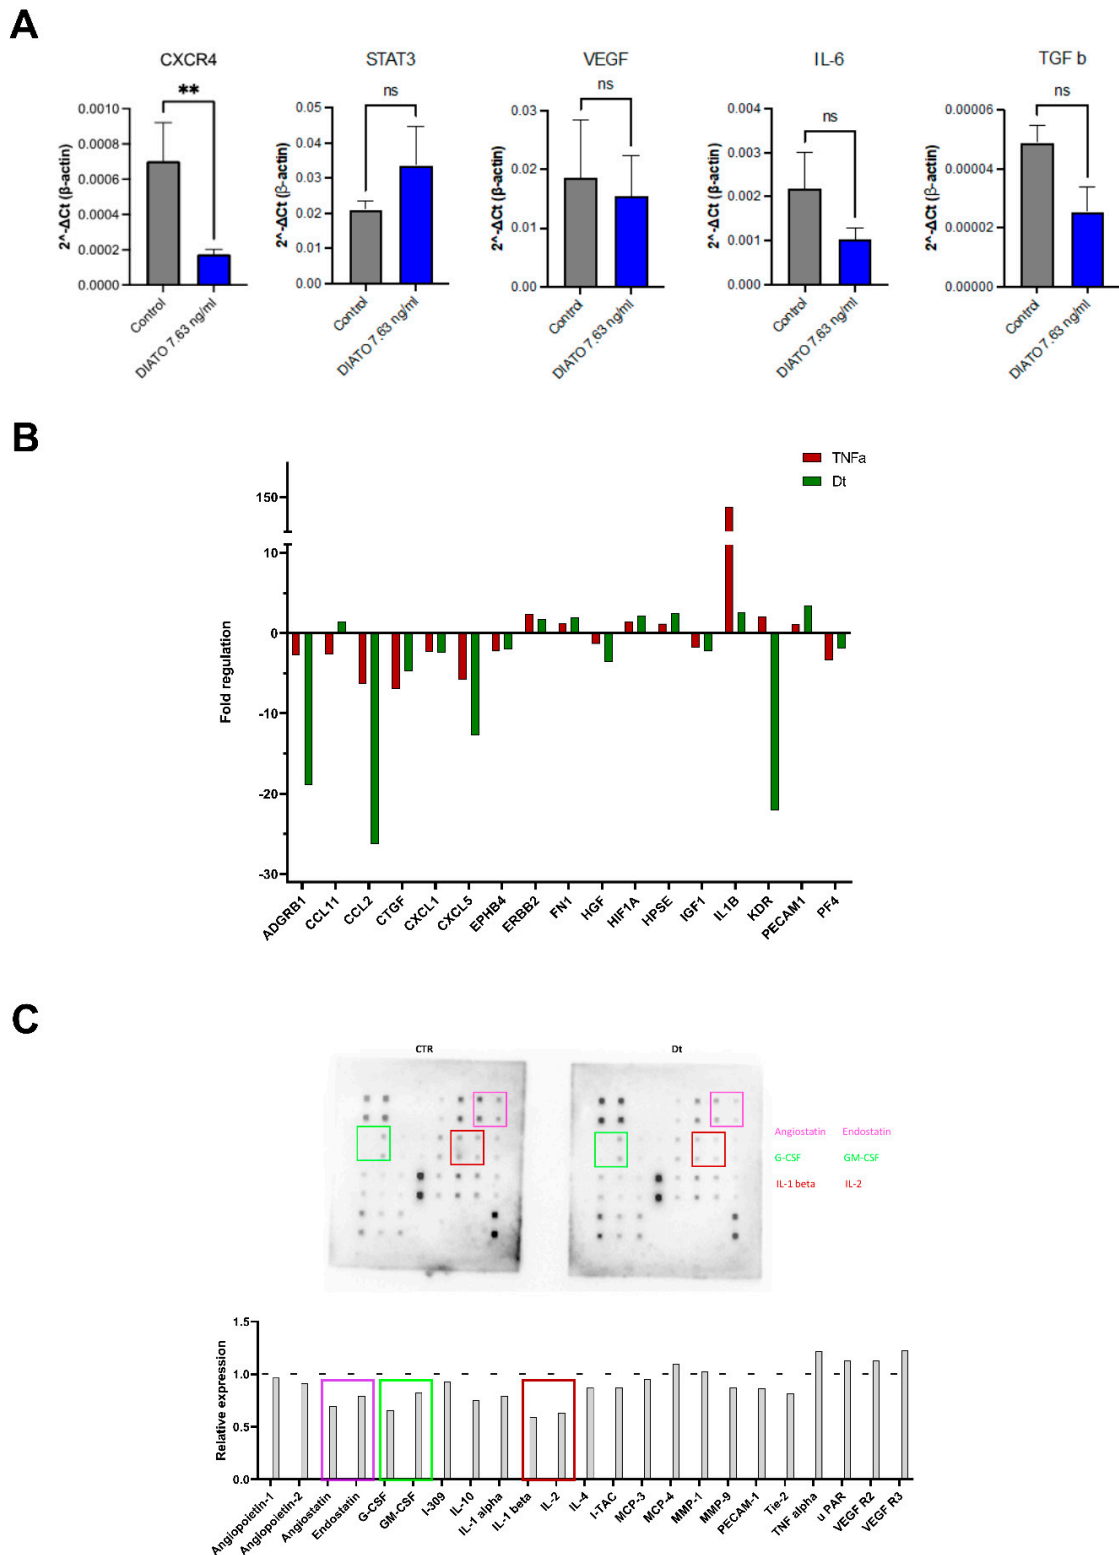 A
CXCR4
**
2^-ΔCt (β-actin)
0.0010
0.0008
0.0006
0.0004
0.0002
0.0000
Control
DIATO 7.63 ng/ml
STAT3
ns
2^-ΔCt (β-actin)
0.05
0.04
0.03
0.02
0.01
0.00
Control
DIATO 7.63 ng/ml
VEGF
ns
2^-ΔCt (β-actin)
0.03
0.02
0.01
0.00
Control
DIATO 7.63 ng/ml
IL-6
ns
2^-ΔCt (β-actin)
0.004
0.003
0.002
0.001
0.000
Control
DIATO 7.63 ng/ml
TGF b
ns
2^-ΔCt (β-actin)
0.00006
0.00004
0.00002
0.00000
Control
DIATO 7.63 ng/ml
B
TNFa
Dt
Fold regulation
150
10
0
-10
-20
-30
ADGRB1
CCL11
CCL2
CTGF
CXCL1
CXCL5
EPHB4
ERBB2
FN1
HGF
HIF1A
HPSE
IGF1
IL1B
KDR
PECAM1
PF4
C
CTR
Dt
Angiostatin Endostatin
G-CSF GM-CSF
IL-1 beta IL-2
Relative expression
1.5
1.0
0.5
0.0
Angiopoietin-1
Angiopoietin-2
Angiostatin
Endostatin
G-CSF
GM-CSF
I-309
IL-10
IL-1 alpha
IL-1 beta
IL-2
IL-4
I-TAC
MCP-3
MCP-4
MMP-1
MMP-9
PECAM-1
Tie-2
TNF alpha
u PAR
VEGF R2
VEGF R3